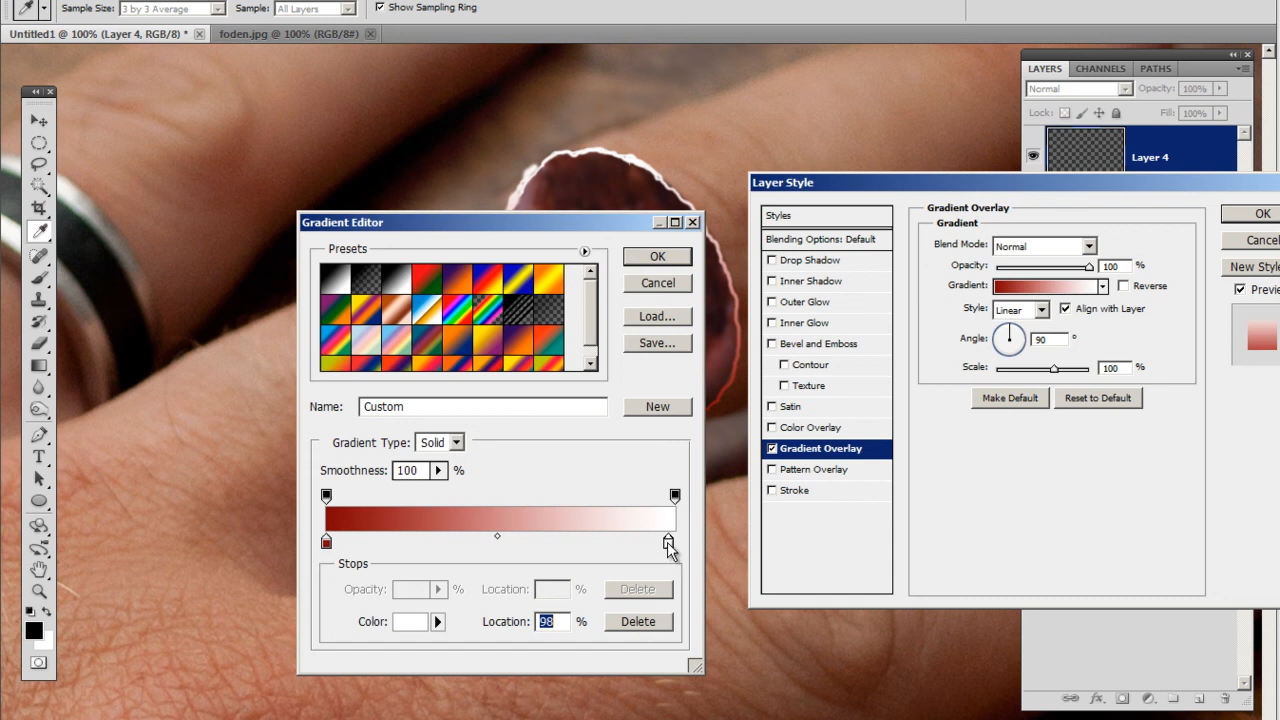 Sample Size: 3 by 3 Average Sample: All Layers Show Sampling Ring
Untitled1 @ 100% (Layer 4, RGB/8) * foden.jpg @ 100% (RGB/8#)
LAYERS CHANNELS PATHS
Normal Opacity: 100%
Lock: Fill: 100%
Layer 4
Gradient Editor
Presets
OK
Cancel
Load...
Save...
Name: Custom New
Gradient Type: Solid
Smoothness: 100 %
Stops
Opacity: % Location: % Delete
Color: Location: 98 % Delete
Layer Style
Styles
Blending Options: Default
Drop Shadow
Inner Shadow
Outer Glow
Inner Glow
Bevel and Emboss
Contour
Texture
Satin
Color Overlay
Gradient Overlay
Pattern Overlay
Stroke
Gradient Overlay
Gradient
Blend Mode: Normal
Opacity: 100 %
Gradient: Reverse
Style: Linear Align with Layer
Angle: 90 °
Scale: 100 %
Make Default Reset to Default
OK
Cance
New Style
Previe
fx
T